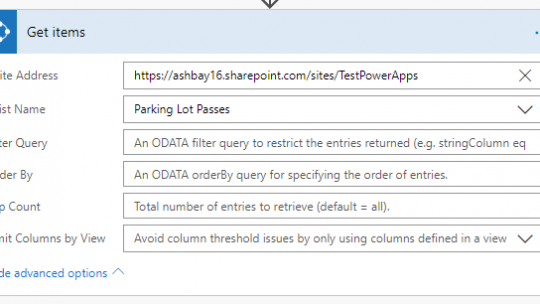 Get items
ite Address
https://ashbay16.sharepoint.com/sites/TestPowerApps
ist Name
Parking Lot Passes
ter Query
An ODATA filter query to restrict the entries returned (e.g. stringColumn eq
der By
An ODATA orderBy query for specifying the order of entries.
p Count
Total number of entries to retrieve (default = all).
mit Columns by View
Avoid column threshold issues by only using columns defined in a view
de advanced options